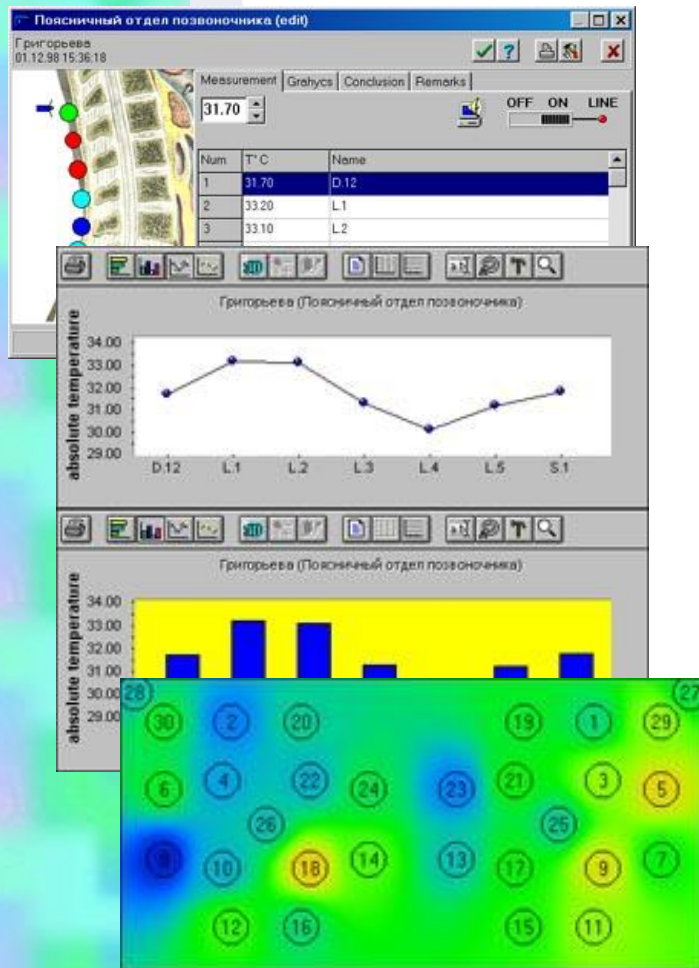 Поясничный отдел позвоночника (edit)
Григорьева
01.12.98 15:36:18
Measurement Grahycs Conclusion Remarks
31.70
OFF ON LINE
Num T°C Name
1 31.70 D.12
2 33.20 L.1
3 33.10 L.2
Григорьева (Поясничный отдел позвоночника)
absolute temperature
34.00
33.00
32.00
31.00
30.00
29.00
D.12 L.1 L.2 L.3 L.4 L.5 S.1
Григорьева (Поясничный отдел позвоночника)
absolute temperature
34.00
33.00
32.00
31.00
30.00
29.00
28 27
30 2 20 19 1 29
6 4 22 24 23 21 3 5
26 25
8 10 18 14 13 17 9 7
12 16 15 11